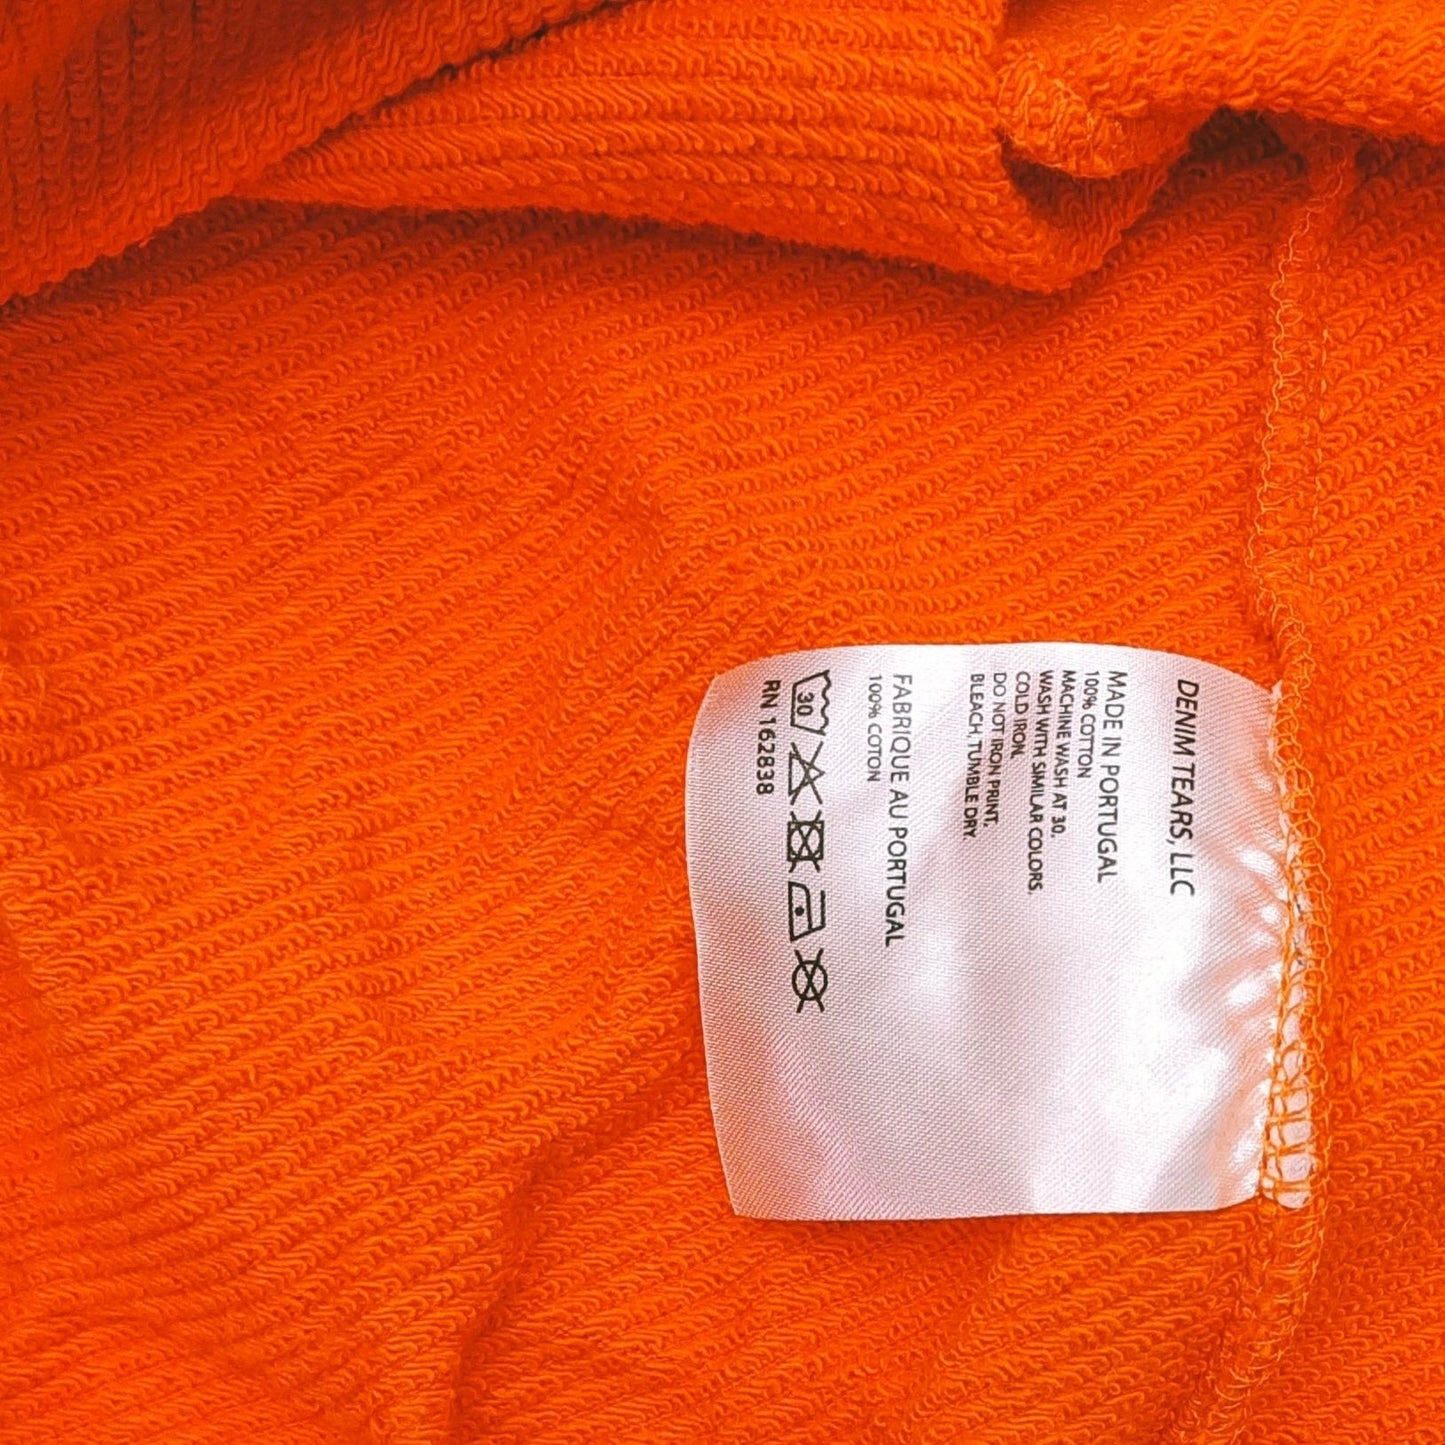 DENIM TEARS, LLC
MADE IN PORTUGAL
100% COTTON
MACHINE WASH AT 30.
WASH WITH SIMILAR COLORS.
COLD IRON.
DO NOT IRON PRINT.
BLEACH, TUMBLE DRY.
FABRIQUE AU PORTUGAL
100% COTON
30
RN 162838